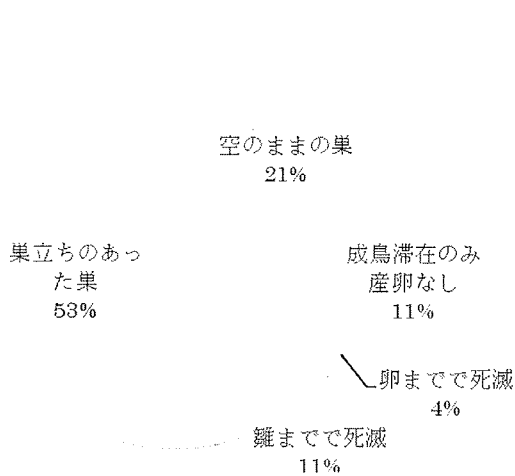 空のままの巣
21%
巣立ちのあっ
た巣
53%
成鳥滞在のみ
産卵なし
11%
卵までで死滅
4%
雛までで死滅
11%